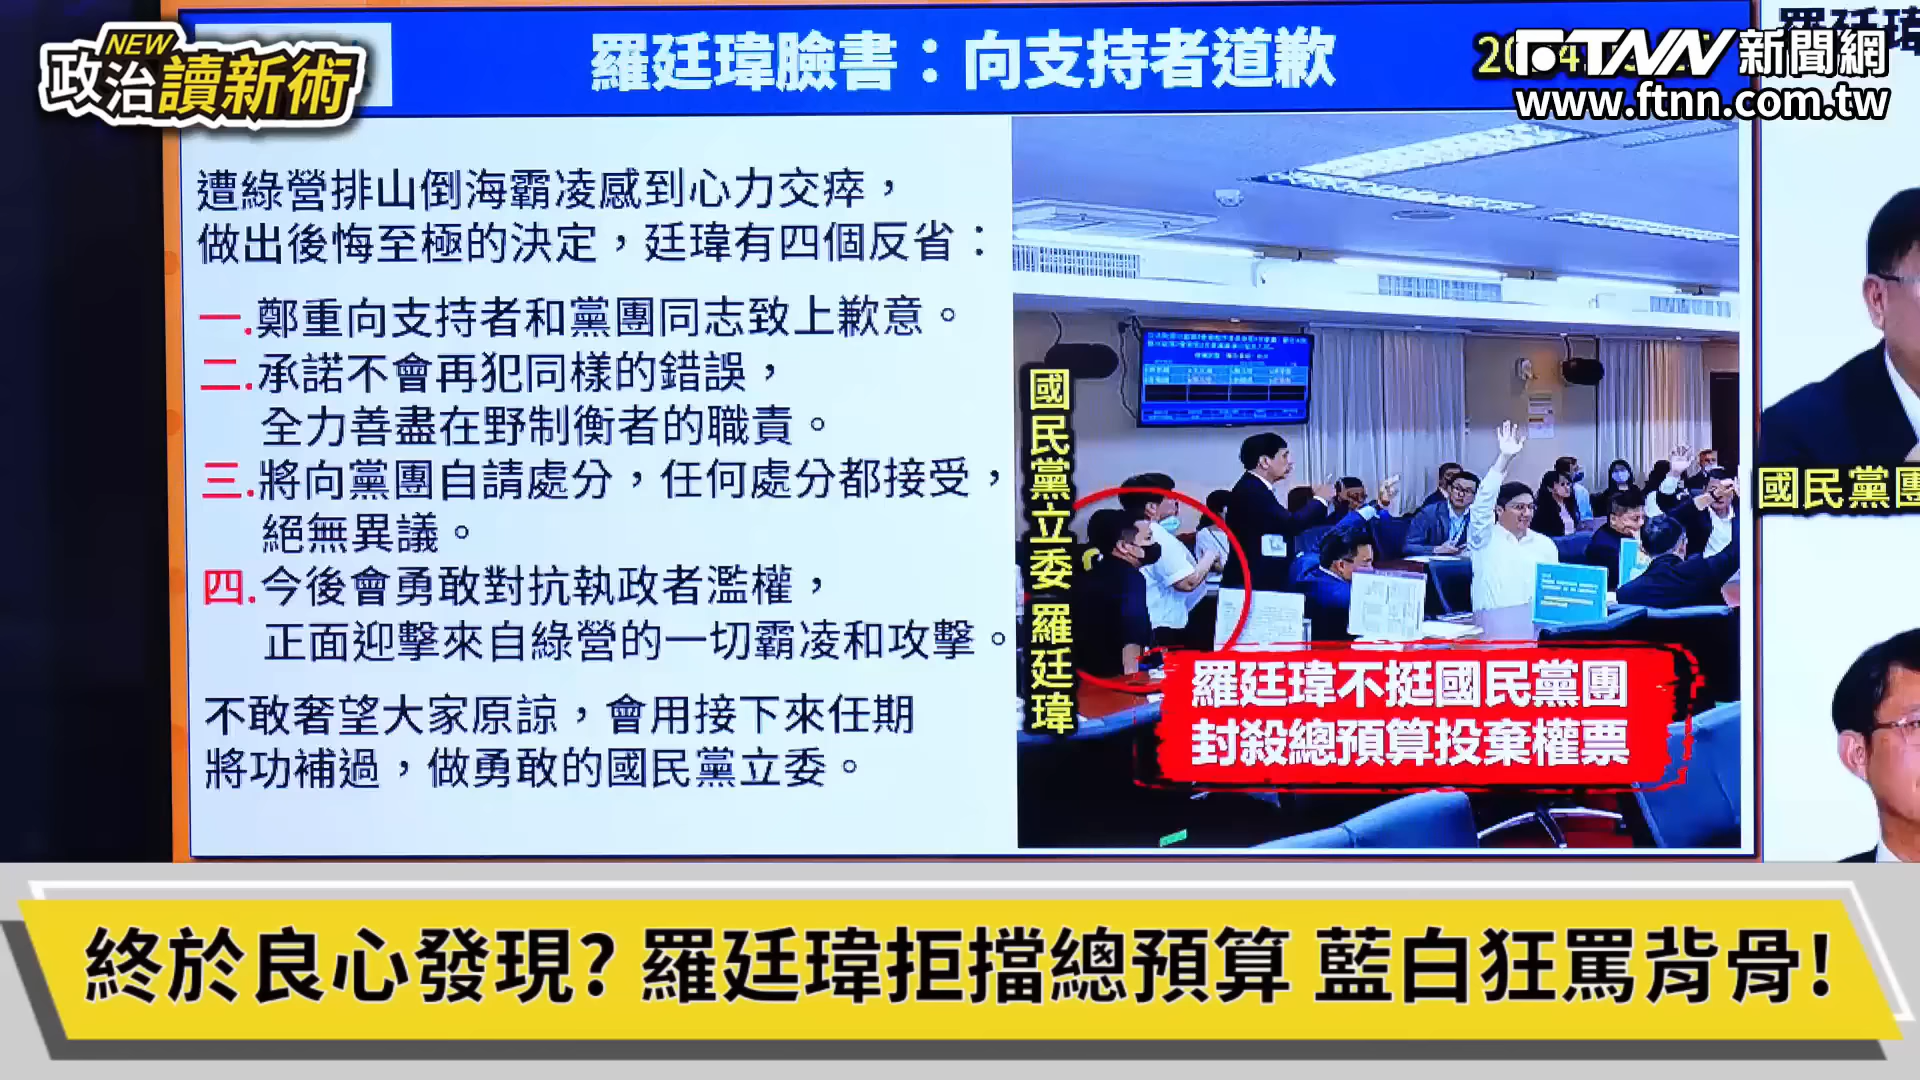 NEW
政治讀新術
羅廷瑋臉書：向支持者道歉
FTNN 新聞網
www.ftnn.com.tw
遭綠營排山倒海霸凌感到心力交瘁，
做出後悔至極的決定，廷瑋有四個反省：
一.鄭重向支持者和黨團同志致上歉意。
二.承諾不會再犯同樣的錯誤，
全力善盡在野制衡者的職責。
三.將向黨團自請處分，任何處分都接受，
絕無異議。
四.今後會勇敢對抗執政者濫權，
正面迎擊來自綠營的一切霸凌和攻擊。
不敢奢望大家原諒，會用接下來任期
將功補過，做勇敢的國民黨立委。
國民黨立委 羅廷瑋
羅廷瑋不挺國民黨團
封殺總預算投棄權票
羅廷瑋
國民黨團
終於良心發現? 羅廷瑋拒擋總預算 藍白狂罵背骨!